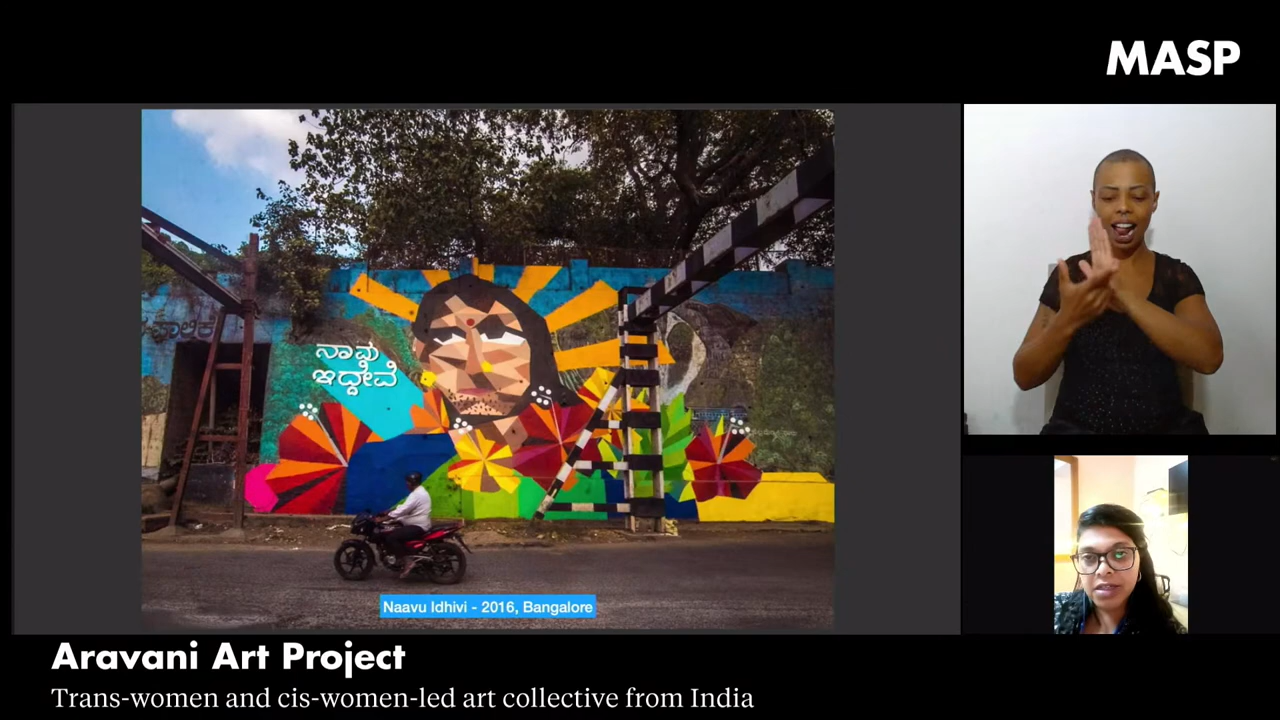 MASP
ನಾವು
ಇದ್ದೇವೆ
Naavu Idhivi - 2016, Bangalore
Aravani Art Project
Trans-women and cis-women-led art collective from India